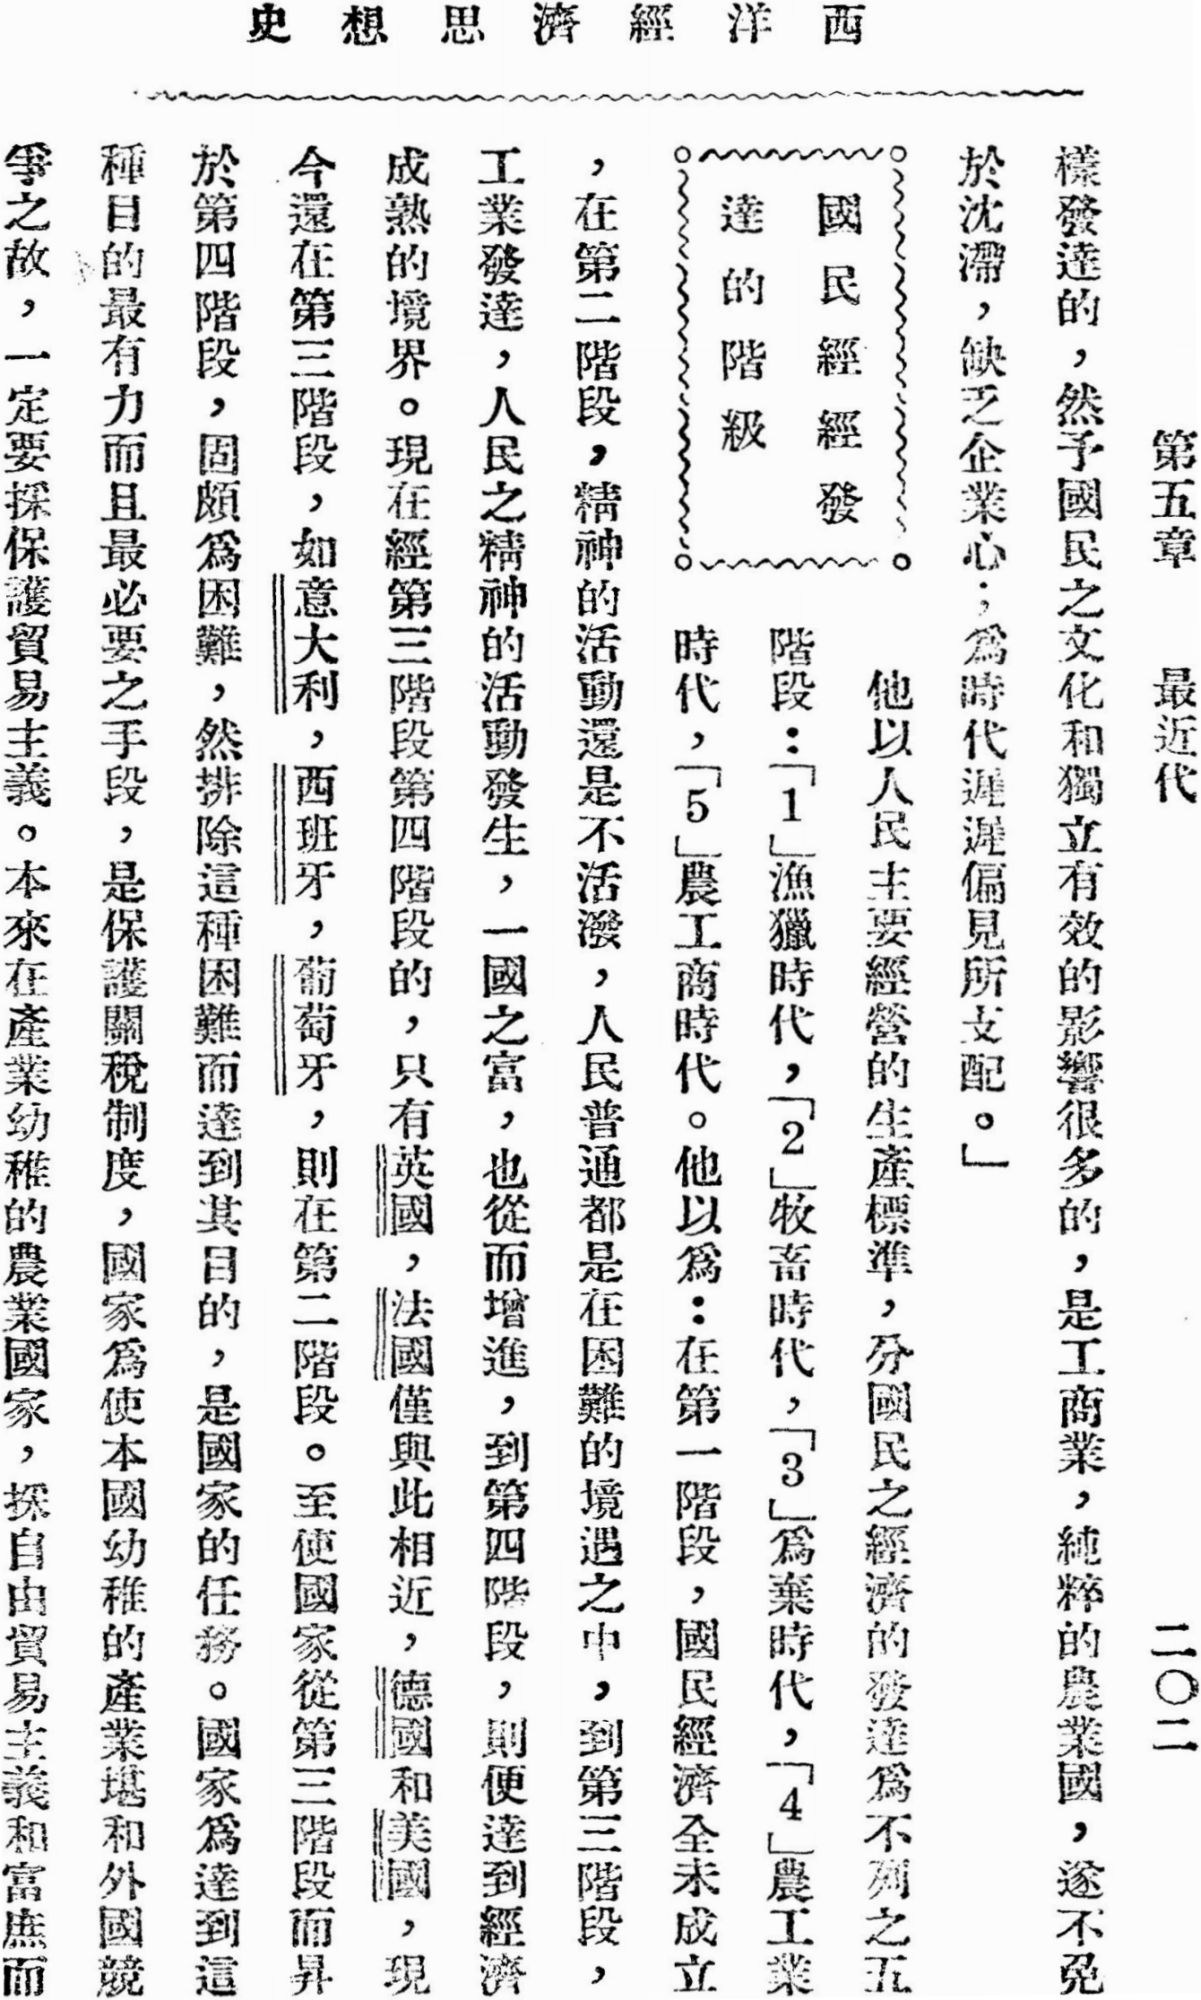 西洋經濟思想史
第五章　最近代　二〇二
樣發達的，然予國民之文化和獨立有效的影響很多的，是工商業，純粹的農業國，遂不免
於沈滯，缺乏企業心；爲時代遲遲偏見所支配。」
國民經經發
達的階級
他以人民主要經營的生產標準，分國民之經濟的發達爲不列之五
階段：「1」漁獵時代，「2」牧畜時代，「3」爲棄時代，「4」農工業
時代，「5」農工商時代。他以爲：在第一階段，國民經濟全未成立
，在第二階段，精神的活動還是不活潑，人民普通都是在困難的境遇之中，到第三階段，
工業發達，人民之精神的活動發生，一國之富，也從而增進，到第四階段，則便達到經濟
成熟的境界。現在經第三階段第四階段的，只有英國，法國僅與此相近，德國和美國，現
今還在第三階段，如意大利，西班牙，葡萄牙，則在第二階段。至使國家從第三階段而昇
於第四階段，固頗爲困難，然排除這種困難而達到其目的，是國家的任務。國家爲達到這
種目的最有力而且最必要之手段，是保護關稅制度，國家爲使本國幼稚的產業堪和外國競
爭之故，一定要採保護貿易主義。本來在產業幼稚的農業國家，採自由貿易主義和富庶而